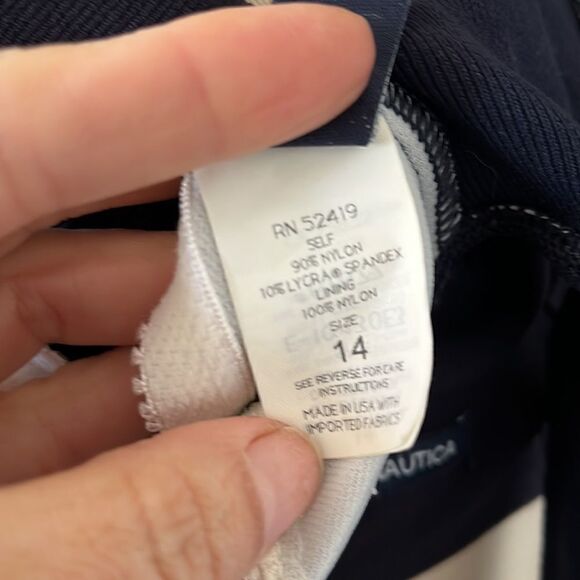 RN 52419
SELF
90% NYLON
10% LYCRA® SPANDEX
LINING
100% NYLON
SIZE
14
SEE REVERSE FOR CARE
INSTRUCTIONS
MADE IN USA WITH
IMPORTED FABRICS
NAUTICA